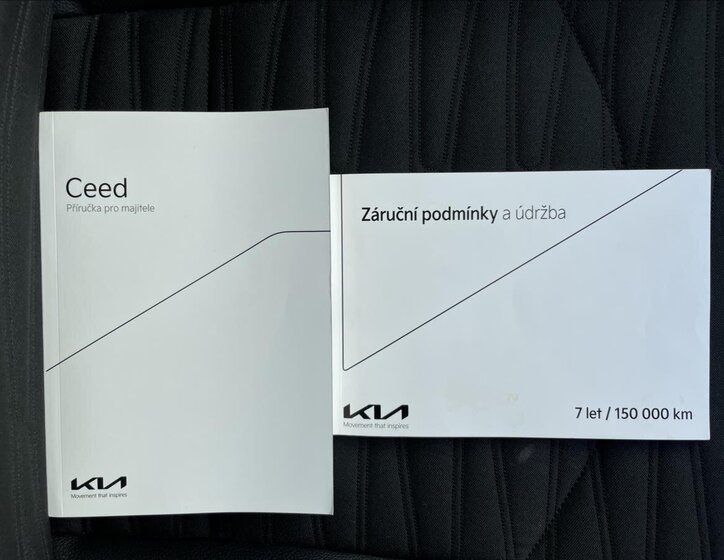 Ceed
Příručka pro majitele
KIA
Movement that inspires
Záruční podmínky a údržba
KIA
Movement that inspires
7 let / 150 000 km